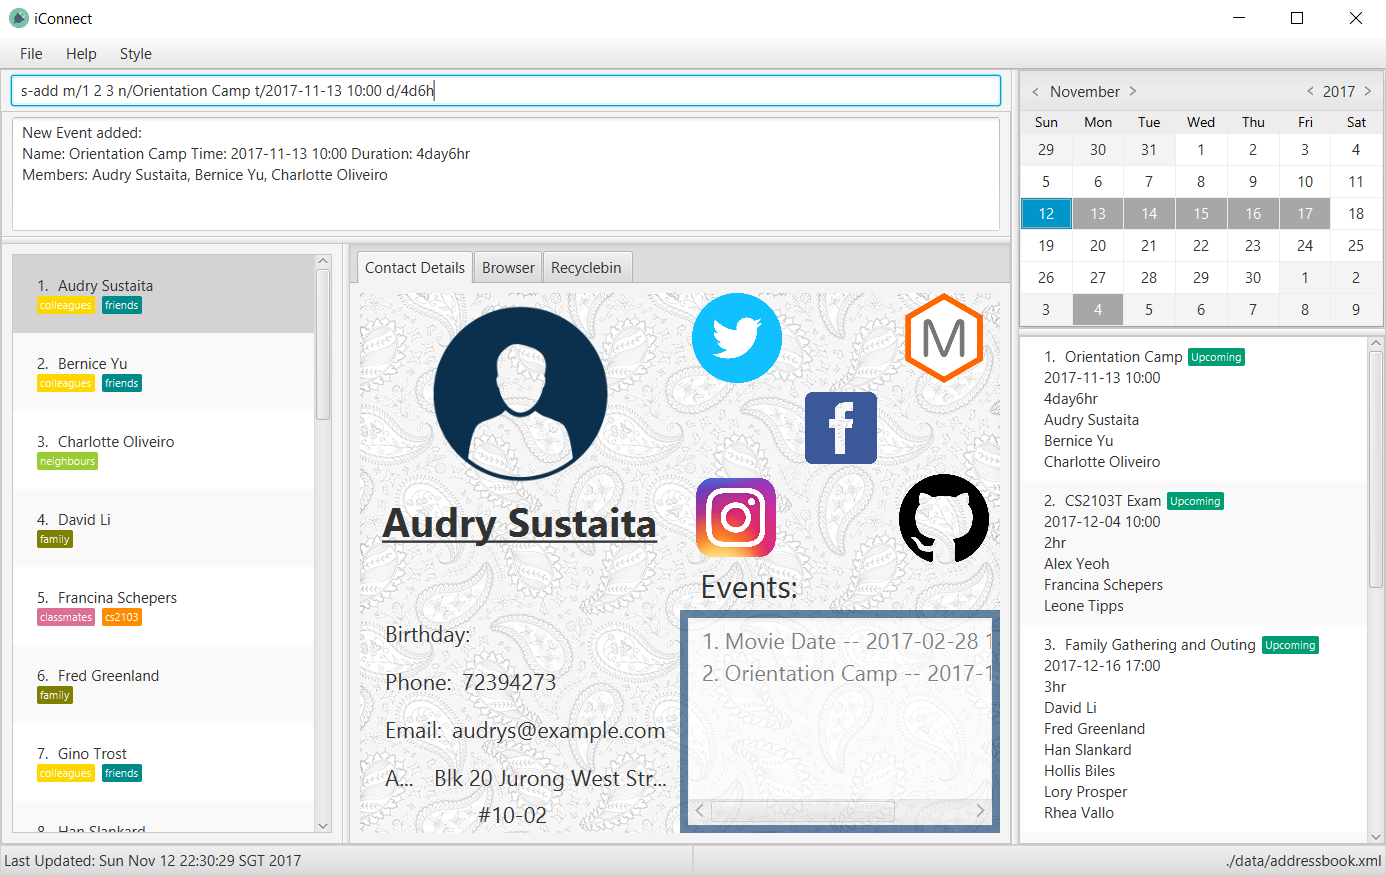 iConnect
File Help Style
s-add m/1 2 3 n/Orientation Camp t/2017-11-13 10:00 d/4d6h
New Event added:
Name: Orientation Camp Time: 2017-11-13 10:00 Duration: 4day6hr
Members: Audry Sustaita, Bernice Yu, Charlotte Oliveiro
1. Audry Sustaita
colleagues friends
2. Bernice Yu
colleagues friends
3. Charlotte Oliveiro
neighbours
4. David Li
family
5. Francina Schepers
classmates cs2103
6. Fred Greenland
family
7. Gino Trost
colleagues friends
8. Han Slankard
Contact Details Browser Recyclebin
M
f
Audry Sustaita
Birthday:
Phone: 72394273
Email: audrys@example.com
A... Blk 20 Jurong West Str...
#10-02
Events:
1. Movie Date -- 2017-02-28 1
2. Orientation Camp -- 2017-1
< November > < 2017 >
Sun Mon Tue Wed Thu Fri Sat
29 30 31 1 2 3 4
5 6 7 8 9 10 11
12 13 14 15 16 17 18
19 20 21 22 23 24 25
26 27 28 29 30 1 2
3 4 5 6 7 8 9
1. Orientation Camp Upcoming
2017-11-13 10:00
4day6hr
Audry Sustaita
Bernice Yu
Charlotte Oliveiro
2. CS2103T Exam Upcoming
2017-12-04 10:00
2hr
Alex Yeoh
Francina Schepers
Leone Tipps
3. Family Gathering and Outing Upcoming
2017-12-16 17:00
3hr
David Li
Fred Greenland
Han Slankard
Hollis Biles
Lory Prosper
Rhea Vallo
Last Updated: Sun Nov 12 22:30:29 SGT 2017
./data/addressbook.xml